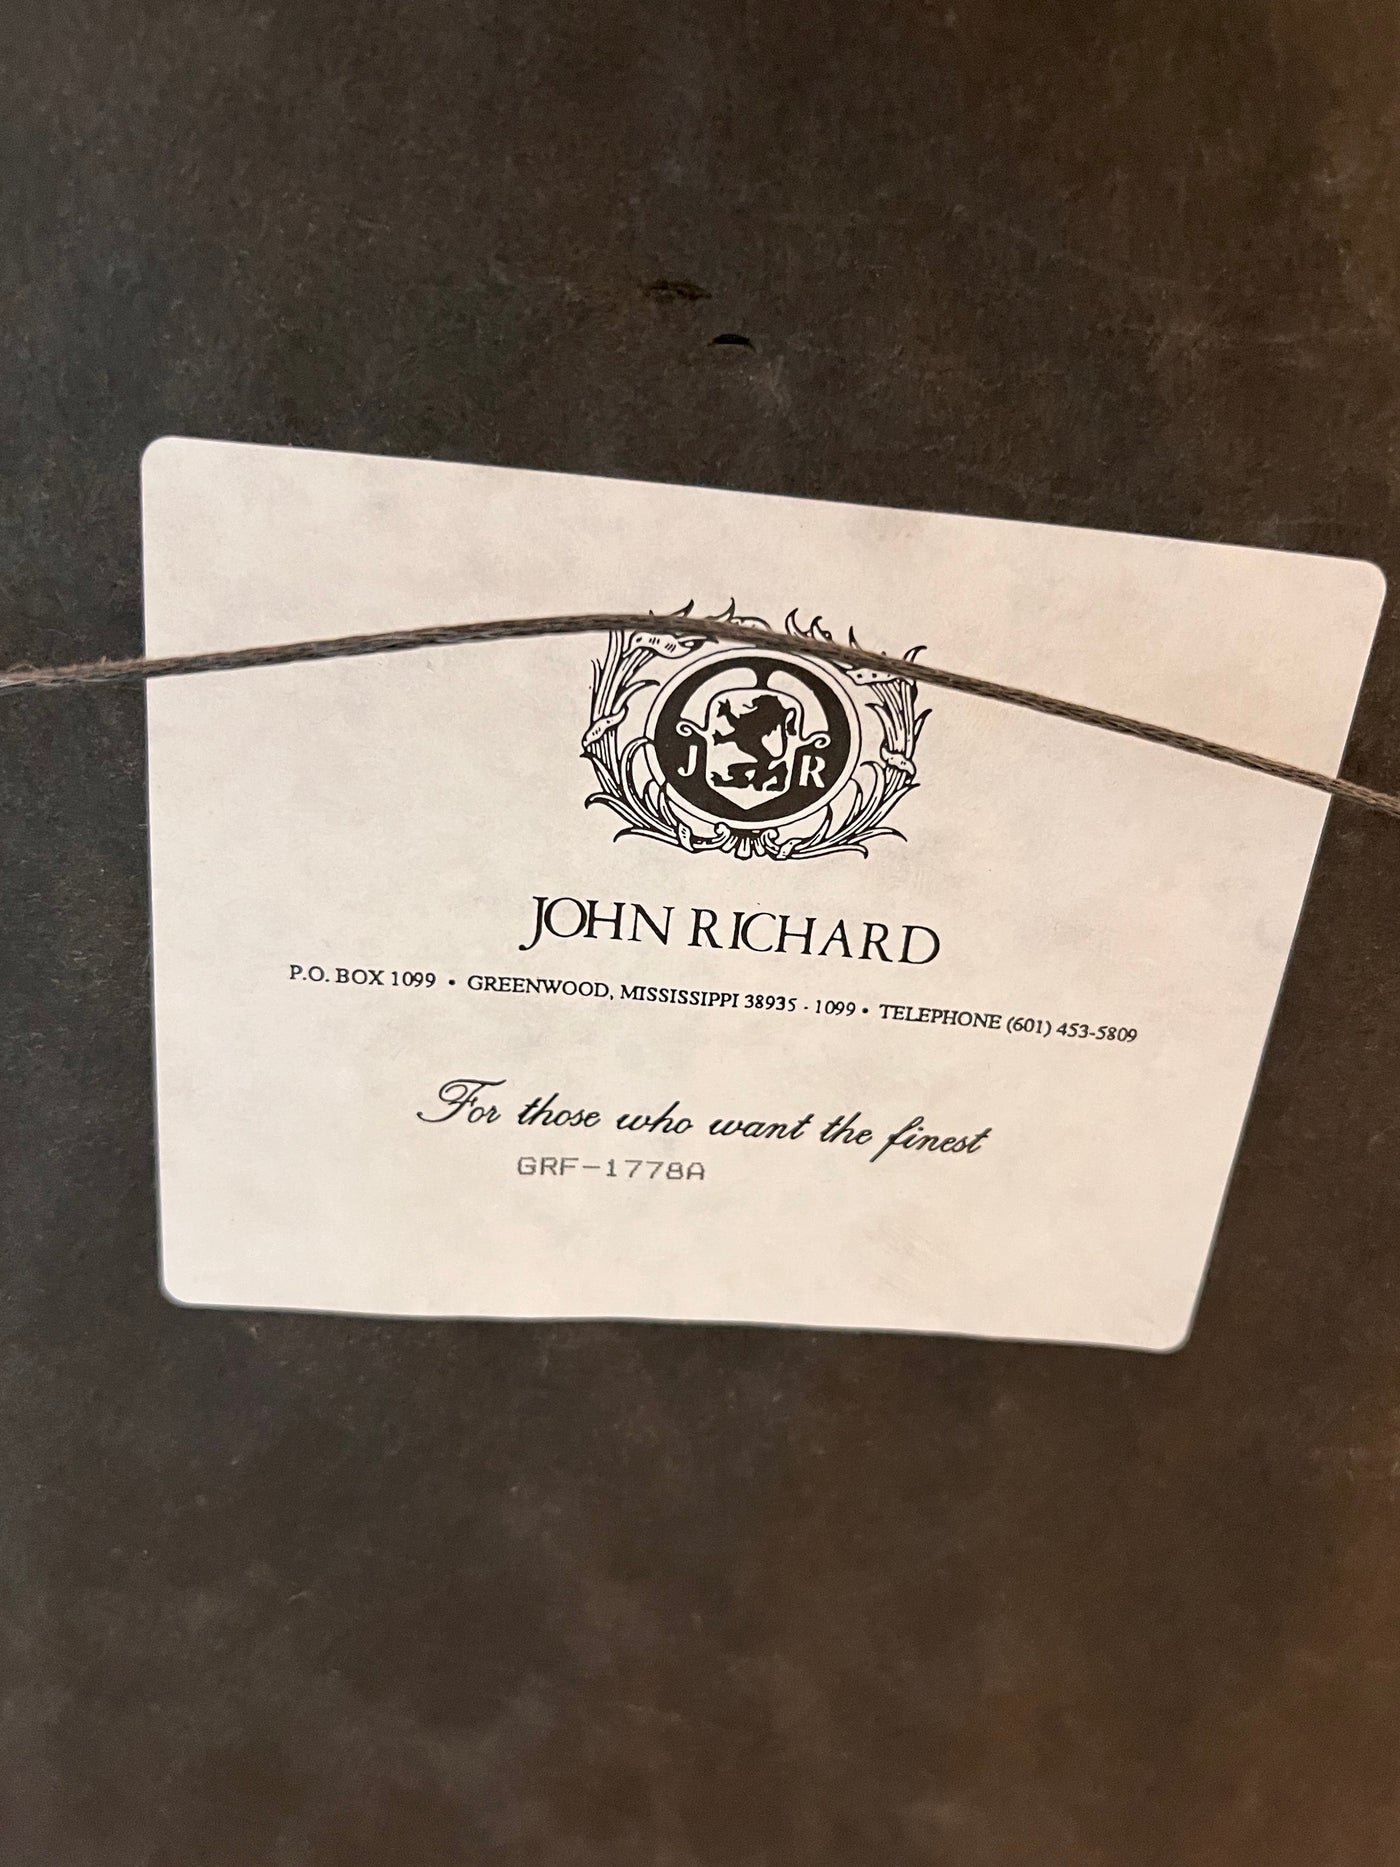 J R
JOHN RICHARD
P.O. BOX 1099 • GREENWOOD, MISSISSIPPI 38935 - 1099 • TELEPHONE (601) 453-5809
For those who want the finest
GRF-1778A